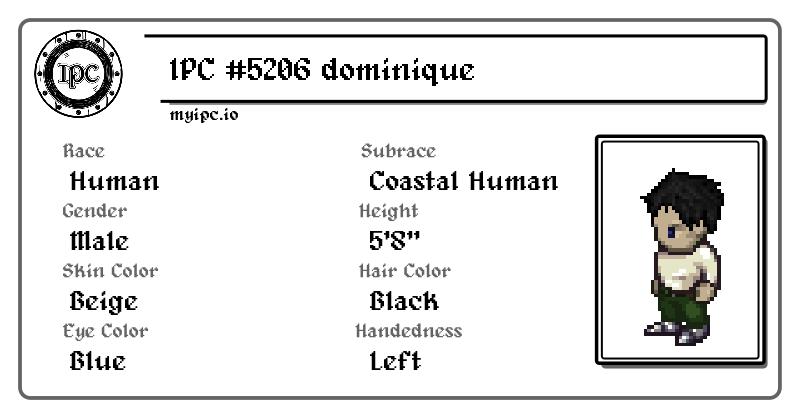 IPC
IPC #5206 dominique
myipc.io
Race
Human
Subrace
Coastal Human
Gender
Male
Height
5'8"
Skin Color
Beige
Hair Color
Black
Eye Color
Blue
Handedness
Left